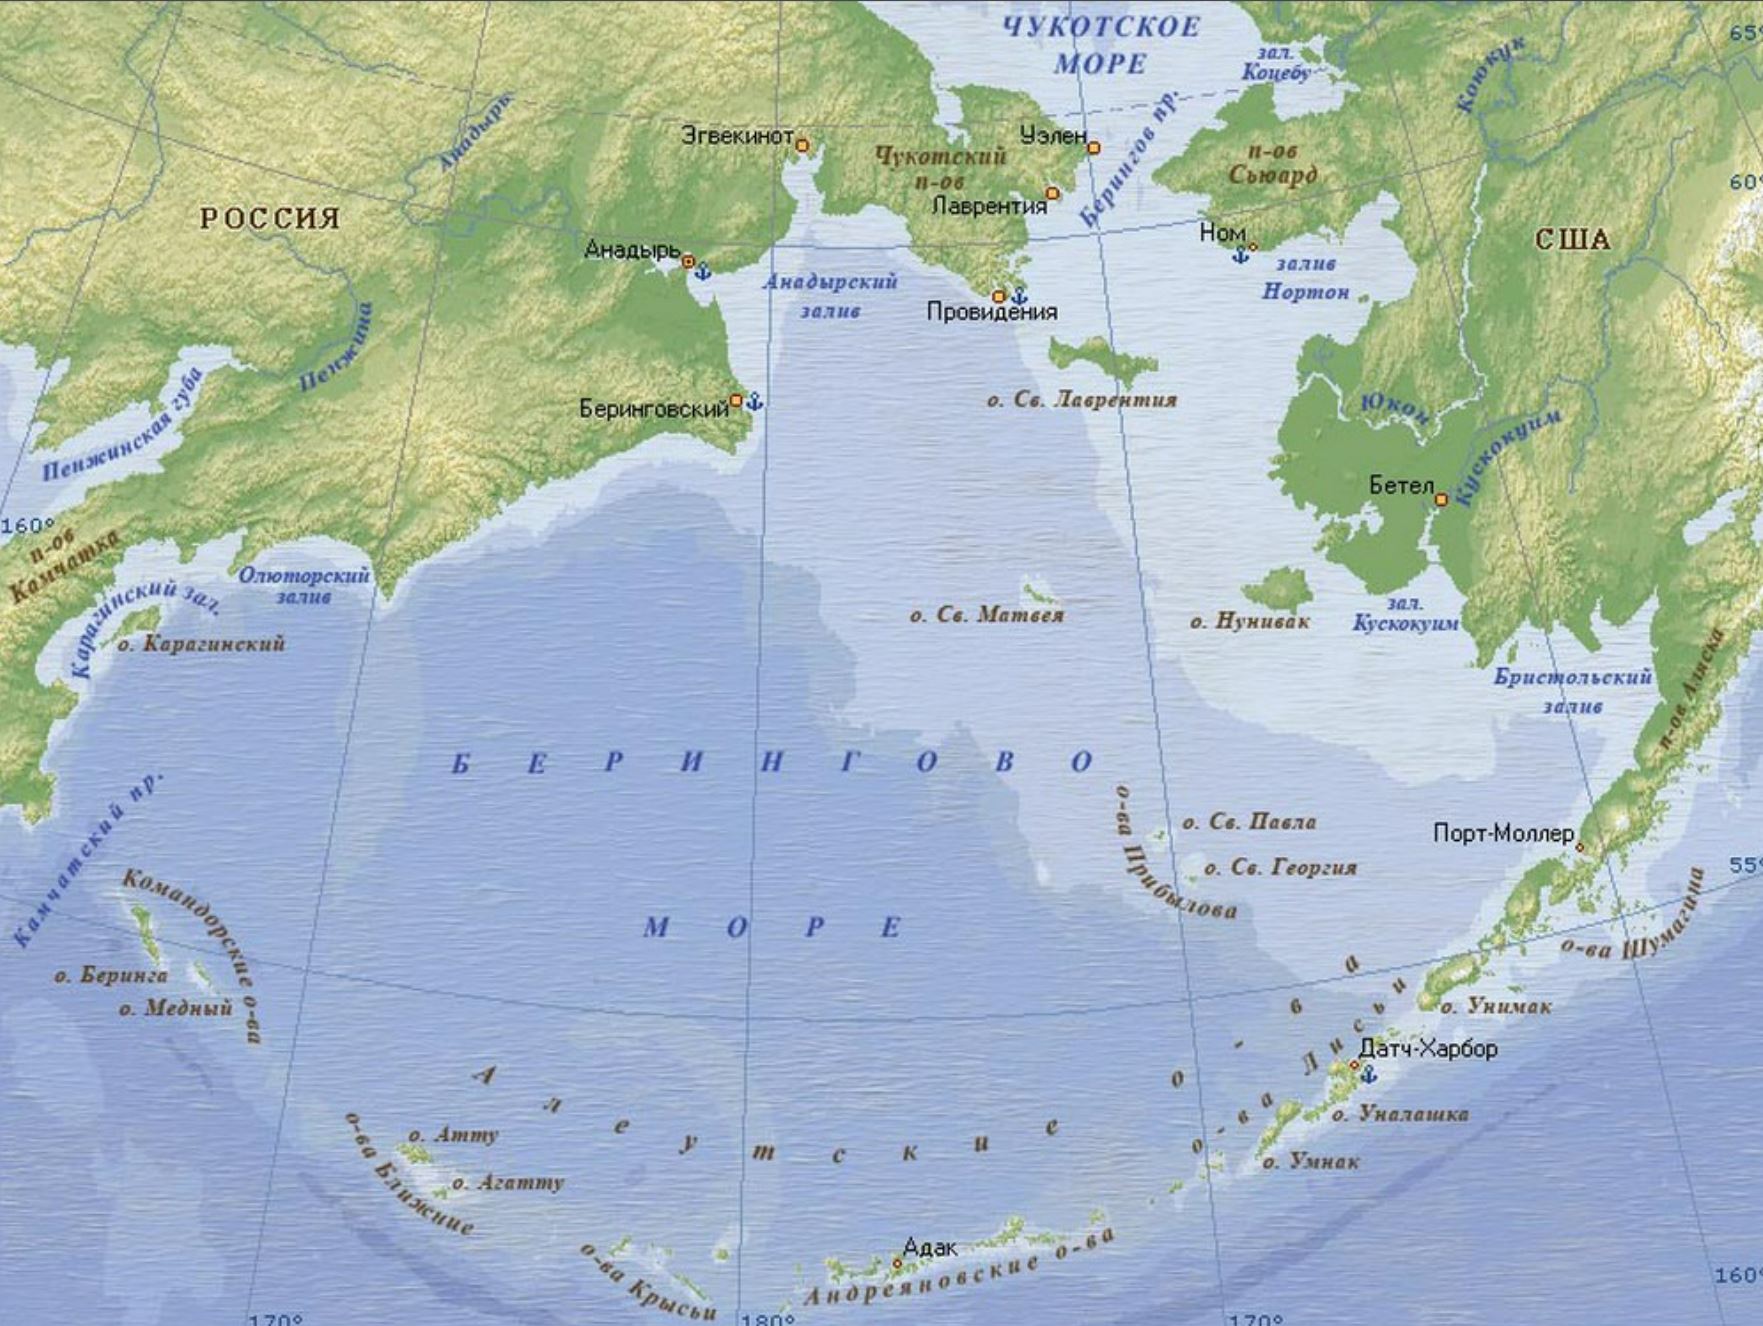 ЧУКОТСКОЕ
МОРЕ
зал.
Коцебу
Коюкук
65°
Анадырь
Эгвекинот
Уэлен
Чукотский
п-ов
Берингов пр.
п-ов
Сьюард
60°
Лаврентия
РОССИЯ
Ном
США
Анадырь
Анадырский
залив
залив
Нортон
Провидения
Пенжина
Пенжинская губа
Беринговский
о. Св. Лаврентия
Юкон
Кускокуим
Бетел
160°
п-ов
Камчатка
Олюторский
залив
Карагинский зал.
о. Карагинский
о. Св. Матвея
о. Нунивак
зал.
Кускокуим
Бристольский
залив
п-ов Аляска
БЕРИНГОВО
МОРЕ
Камчатский пр.
о-ва Прибылова
о. Св. Павла
о. Св. Георгия
Порт-Моллер
55°
Командорские о-ва
о. Беринга
о. Медный
о-ва Шумагина
о. Унимак
Датч-Харбор
о-ва Лисьи
о. Уналашка
о. Умнак
Алеутские о-ва
о. Атту
о. Агатту
о-ва Ближние
о-ва Крысьи
Адак
Андреяновские о-ва
160°
170°
180°
170°